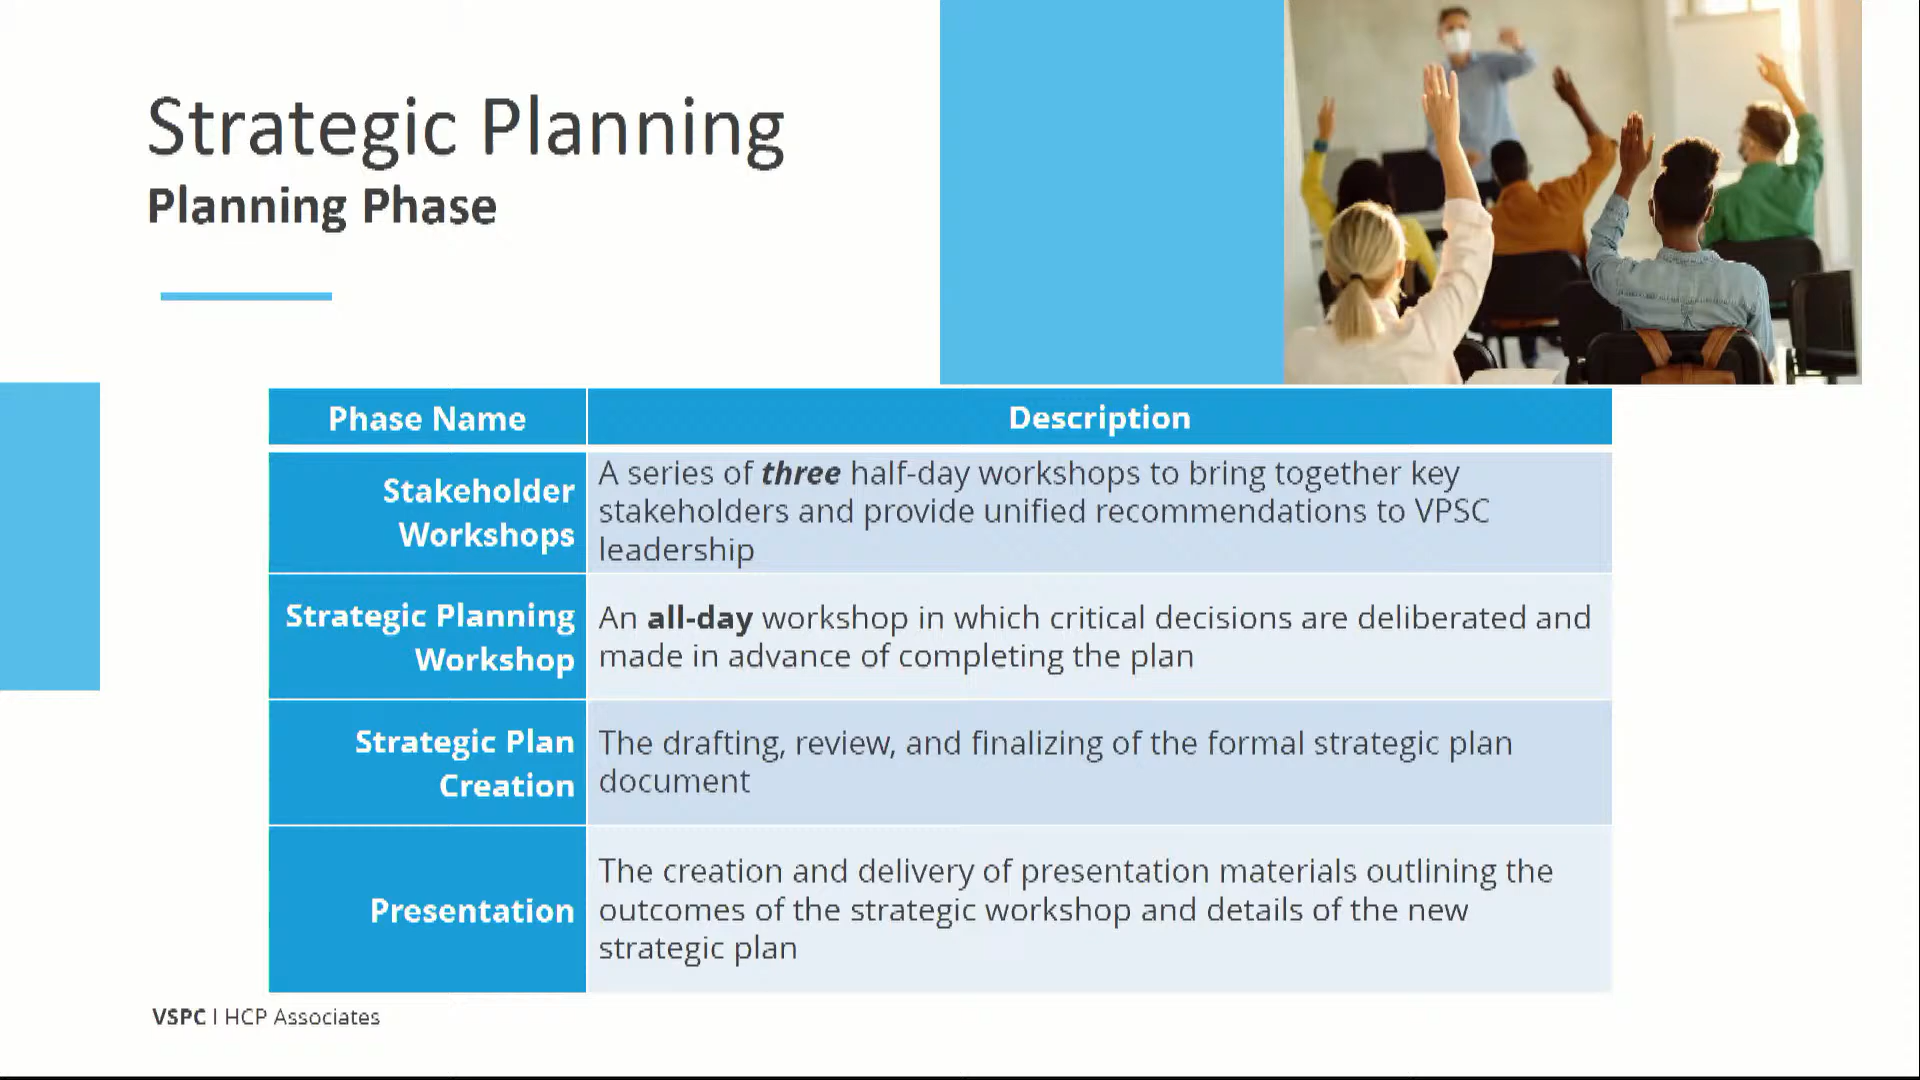 Strategic Planning
Planning Phase
Phase Name
Description
Stakeholder
Workshops
A series of three half-day workshops to bring together key
stakeholders and provide unified recommendations to VPSC
leadership
Strategic Planning
Workshop
An all-day workshop in which critical decisions are deliberated and
made in advance of completing the plan
Strategic Plan
Creation
The drafting, review, and finalizing of the formal strategic plan
document
Presentation
The creation and delivery of presentation materials outlining the
outcomes of the strategic workshop and details of the new
strategic plan
VSPC | HCP Associates